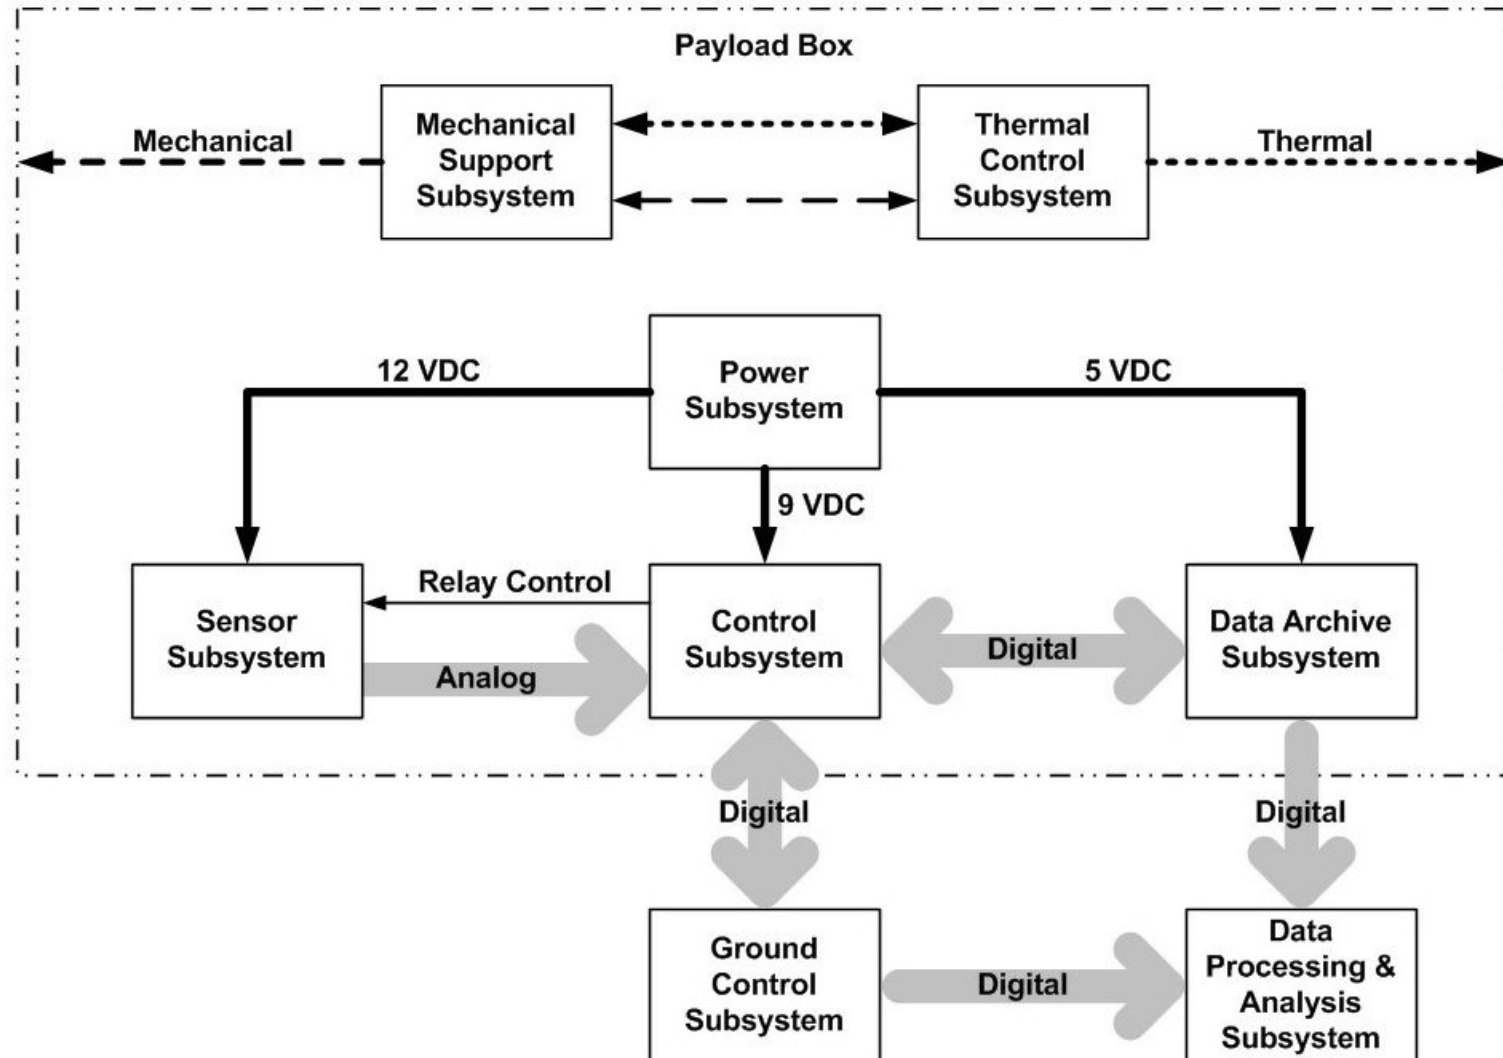 Payload Box
Mechanical
Mechanical
Support
Subsystem
Thermal
Control
Subsystem
Thermal
12 VDC
Power
Subsystem
5 VDC
9 VDC
Relay Control
Sensor
Subsystem
Control
Subsystem
Data Archive
Subsystem
Analog
Digital
Digital
Digital
Ground
Control
Subsystem
Digital
Data
Processing &
Analysis
Subsystem